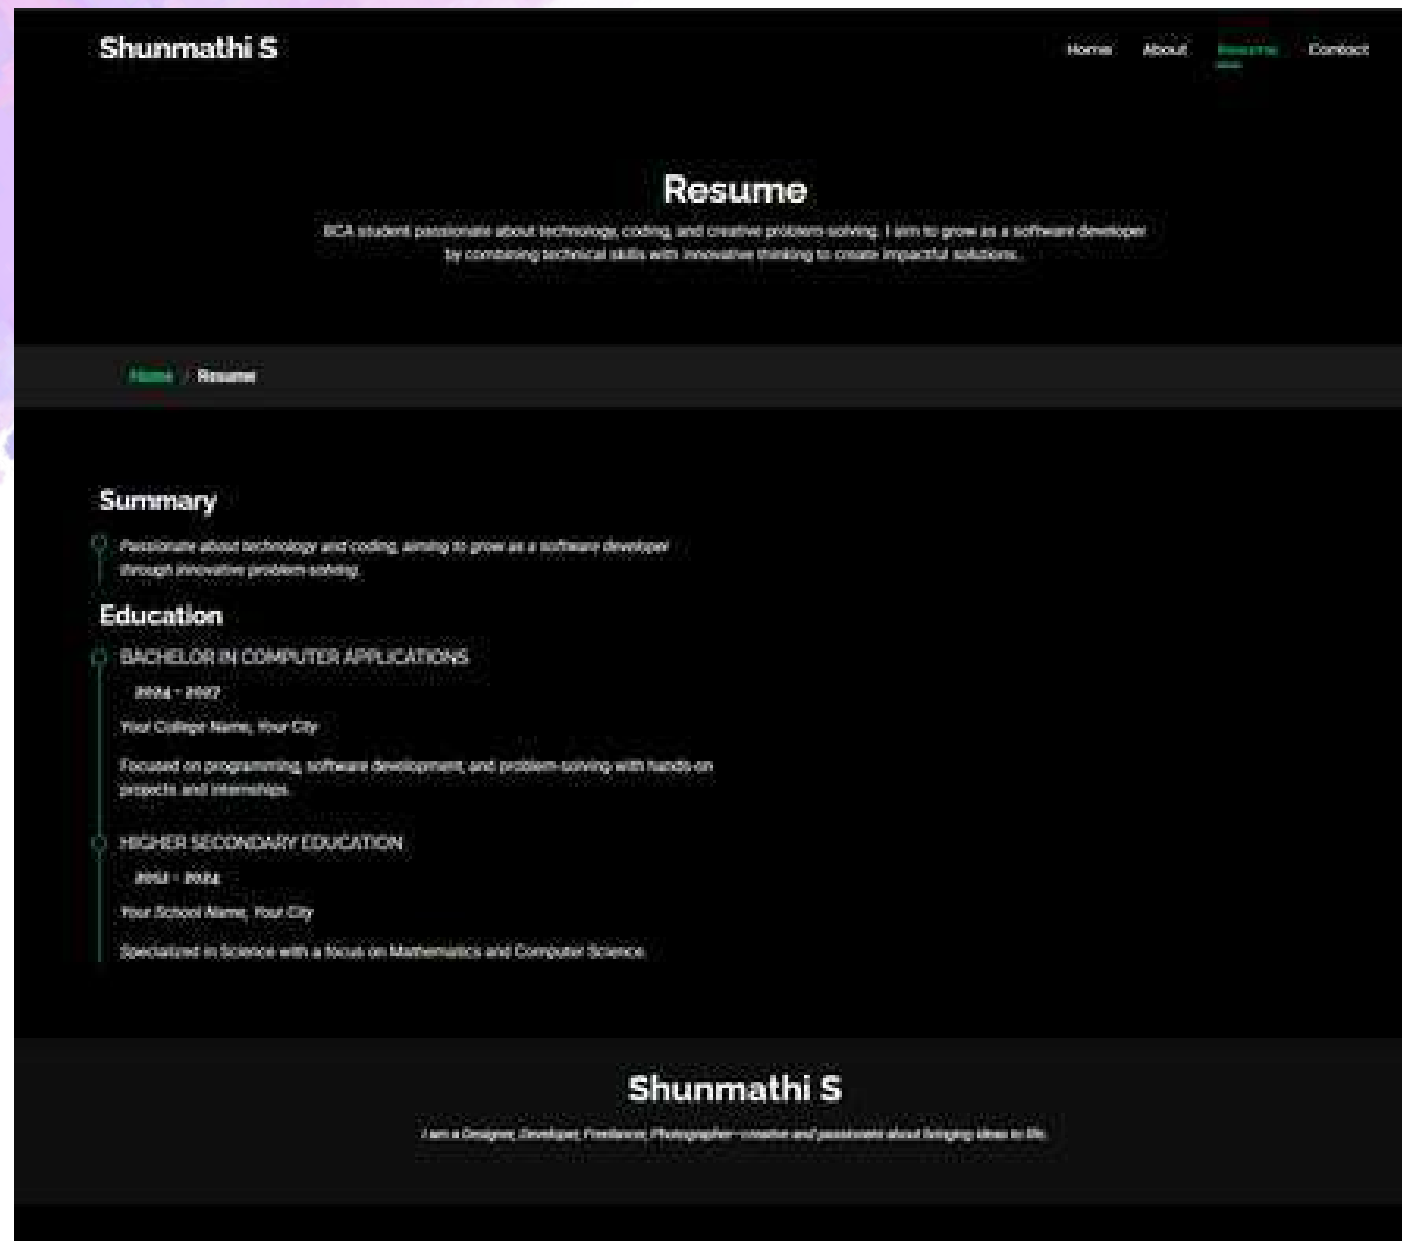 Shunmathi S
Home About Resume Contact
Resume
BCA student passionate about technology, coding, and creative problem-solving. I aim to grow as a software developer
by combining technical skills with innovative thinking to create impactful solutions..
Home / Resume
Summary
Passionate about technology and coding, aiming to grow as a software developer
through innovative problem-solving.
Education
BACHELOR IN COMPUTER APPLICATIONS
2024 - 2027
Your College Name, Your City
Focused on programming, software development, and problem-solving with hands-on
projects and internships.
HIGHER SECONDARY EDUCATION
- 2024
Your School Name, Your City
Specialized in Science with a focus on Mathematics and Computer Science.
Shunmathi S
I am a Designer, Developer, Freelancer, Photographer—creative and passionate about bringing ideas to life.